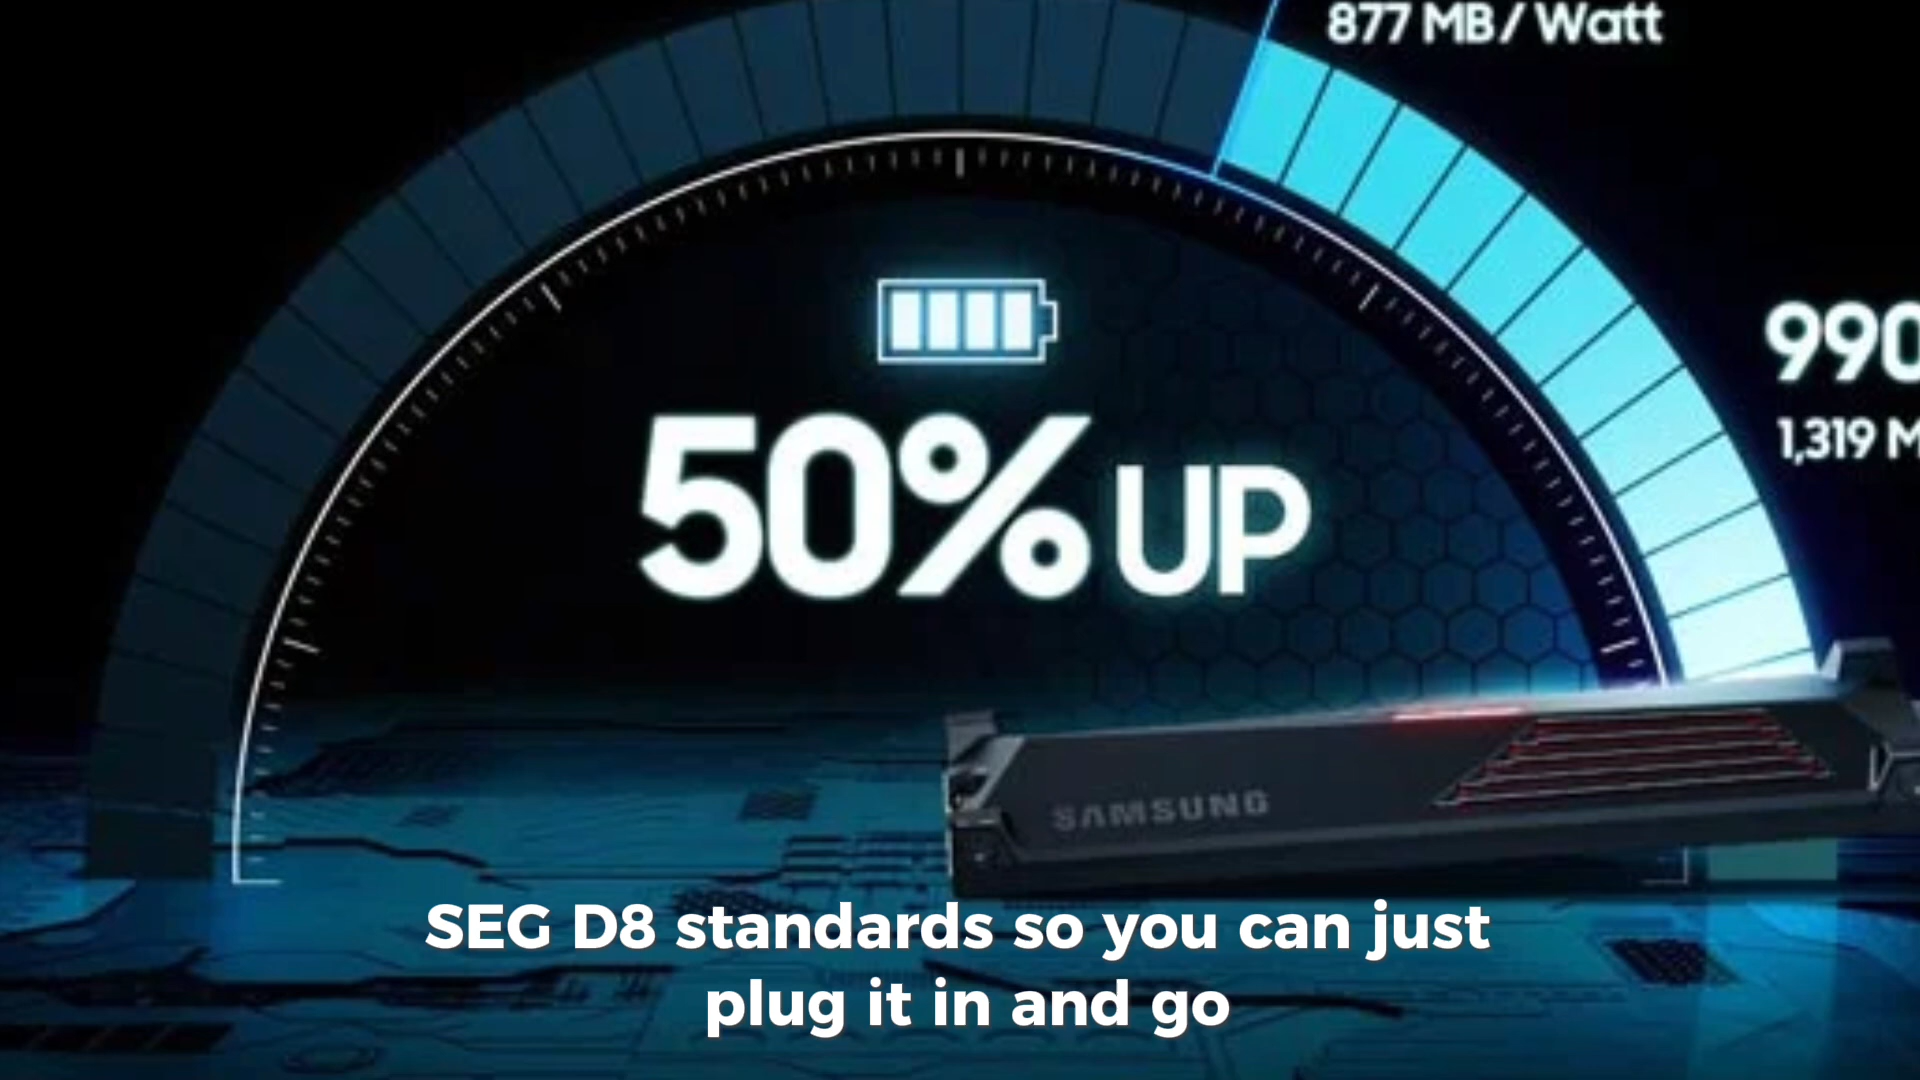 877 MB/Watt
990
1,319 M
50% UP
SAMSUNG
SEG D8 standards so you can just
plug it in and go